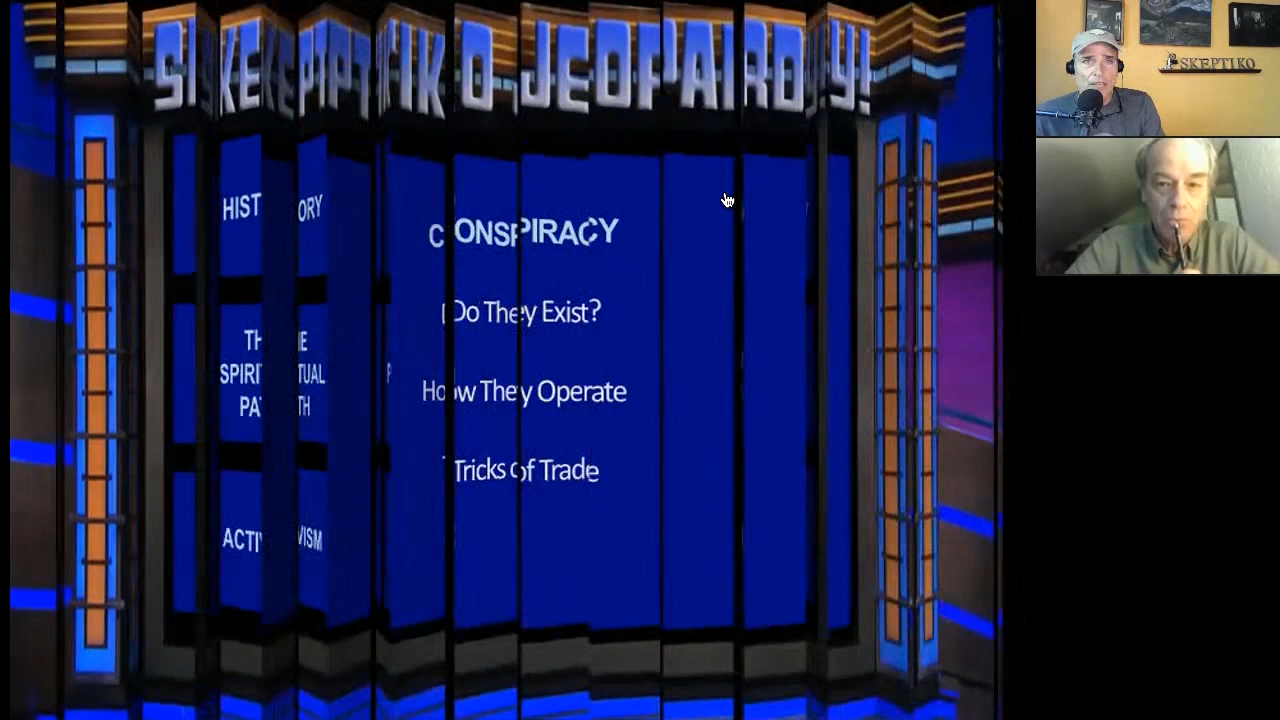 SKEPTIKO JEOPARDY!
HISTORY
THE
SPIRITUAL
PATH
ACTIVISM
CONSPIRACY
Do They Exist?
How They Operate
Tricks of Trade
SKEPTIKO